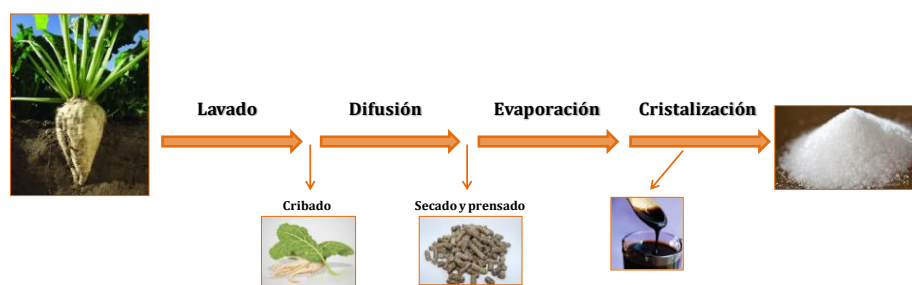 Lavado
Difusión
Evaporación
Cristalización
Cribado
Secado y prensado